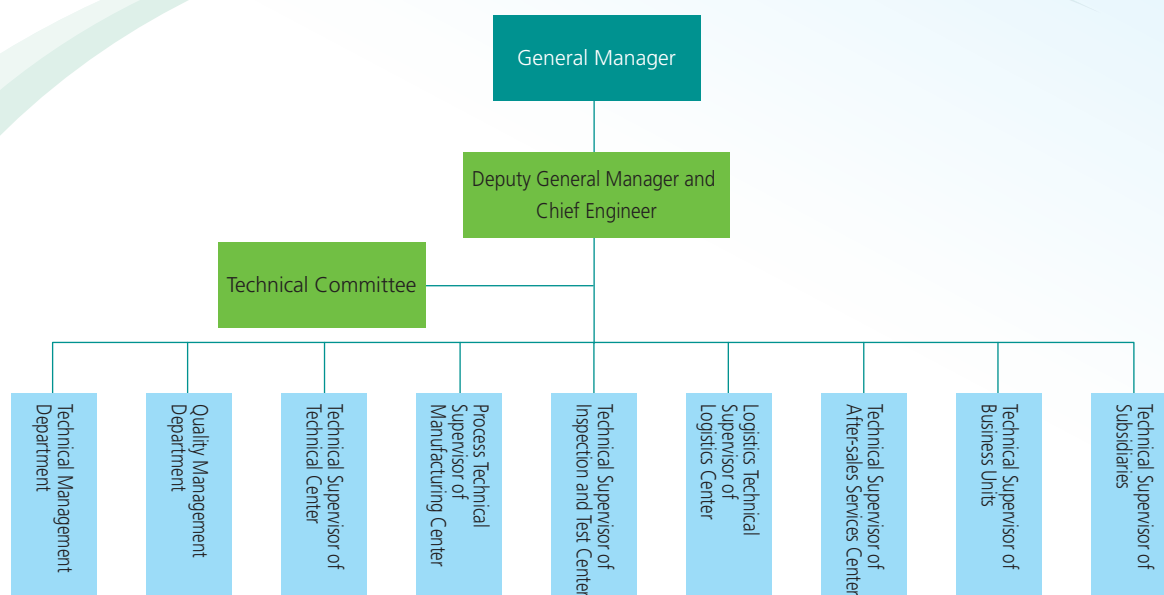 General Manager
Deputy General Manager and
Chief Engineer
Technical Committee
Technical Management
Department
Quality Management
Department
Technical Supervisor of
Technical Center
Process Technical
Supervisor of
Manufacturing Center
Technical Supervisor of
Inspection and Test Center
Logistics Technical
Supervisor of
Logistics Center
Technical Supervisor of
After-sales Services Center
Technical Supervisor of
Business Units
Technical Supervisor of
Subsidiaries